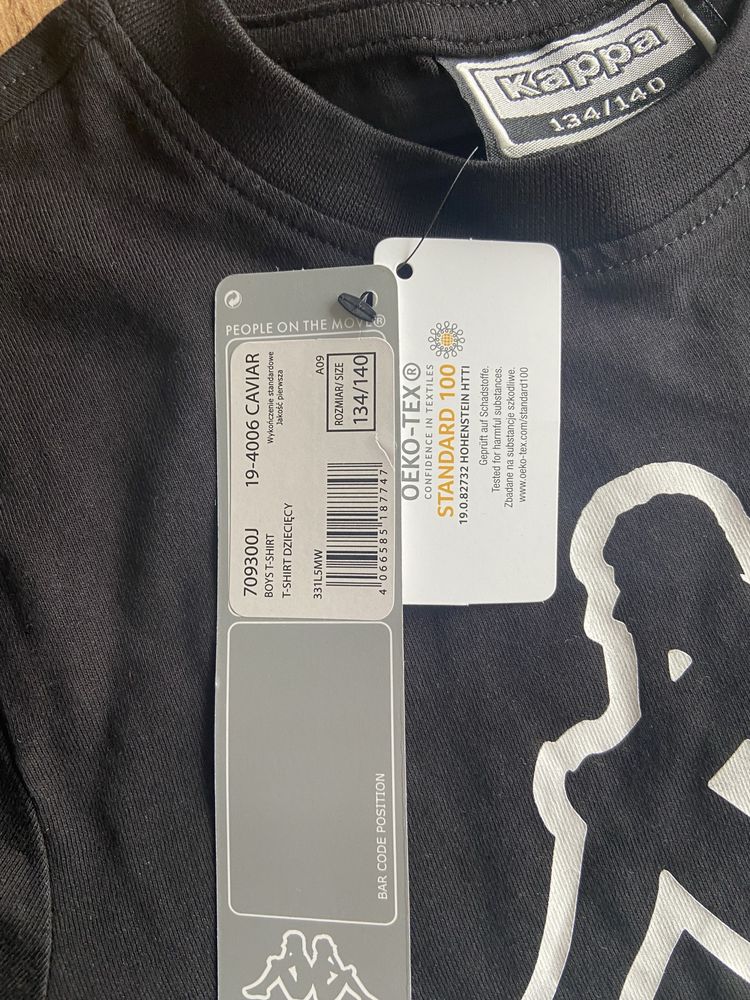 Kappa
134/140
PEOPLE ON THE MOVE®
709300J
19-4006 CAVIAR
BOYS T-SHIRT
Wykończenie standardowe
T-SHIRT DZIECIĘCY
Jakość pierwsza
331L5MW
A09
ROZMIAR/ SIZE
134/140
4 066585 187747
BAR CODE POSITION
OEKO-TEX®
CONFIDENCE IN TEXTILES
STANDARD 100
19.0.82732 HOHENSTEIN HTTI
Geprüft auf Schadstoffe.
Tested for harmful substances.
Zbadane na substancje szkodliwe.
www.oeko-tex.com/standard100